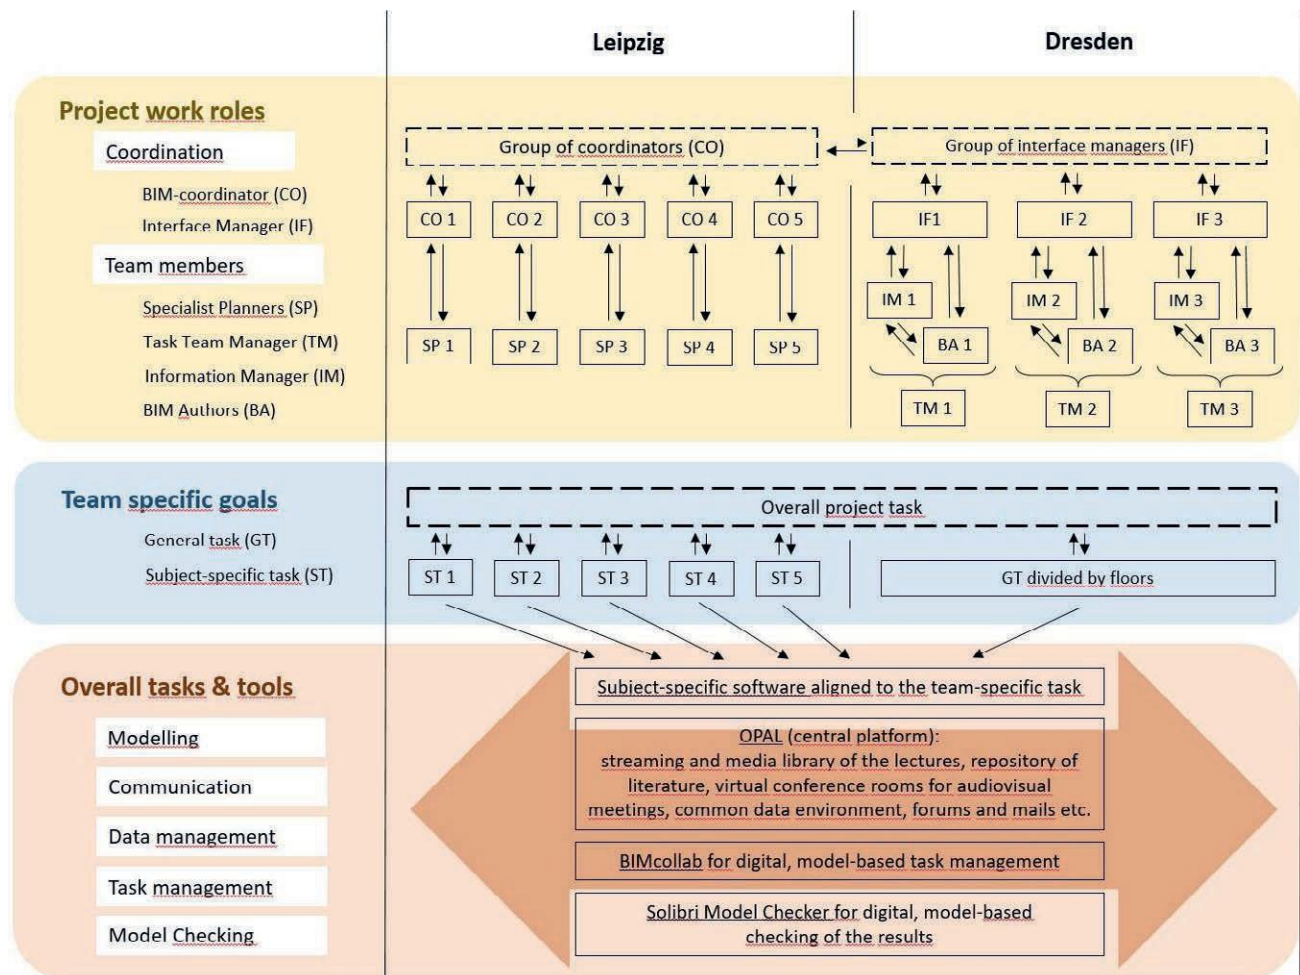 Leipzig
Dresden
Project work roles
Coordination
BIM-coordinator (CO)
Interface Manager (IF)
Team members
Specialist Planners (SP)
Task Team Manager (TM)
Information Manager (IM)
BIM Authors (BA)
Group of coordinators (CO)
Group of interface managers (IF)
CO 1
CO 2
CO 3
CO 4
CO 5
IF1
IF 2
IF 3
IM 1
IM 2
IM 3
SP 1
SP 2
SP 3
SP 4
SP 5
BA 1
BA 2
BA 3
TM 1
TM 2
TM 3
Team specific goals
General task (GT)
Subject-specific task (ST)
Overall project task
ST 1
ST 2
ST 3
ST 4
ST 5
GT divided by floors
Overall tasks & tools
Modelling
Communication
Data management
Task management
Model Checking
Subject-specific software aligned to the team-specific task
OPAL (central platform):
streaming and media library of the lectures, repository of
literature, virtual conference rooms for audiovisual
meetings, common data environment, forums and mails etc.
BIMcollab for digital, model-based task management
Solibri Model Checker for digital, model-based
checking of the results